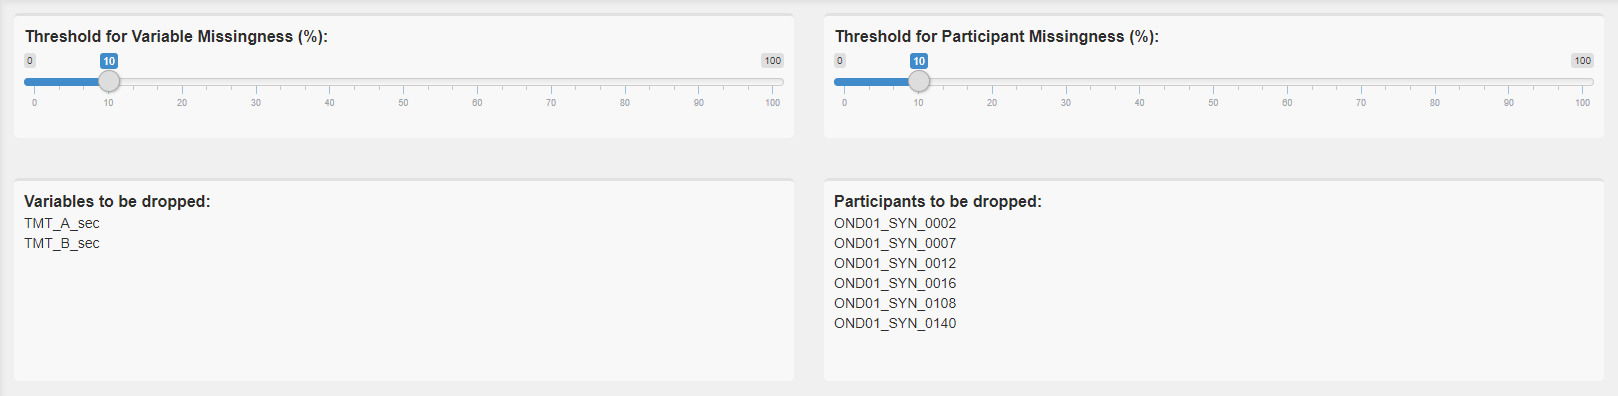 Threshold for Variable Missingness (%):
0 10 100
0 10 20 30 40 50 60 70 80 90 100
Threshold for Participant Missingness (%):
0 10 100
0 10 20 30 40 50 60 70 80 90 100
Variables to be dropped:
TMT_A_sec
TMT_B_sec
Participants to be dropped:
OND01_SYN_0002
OND01_SYN_0007
OND01_SYN_0012
OND01_SYN_0016
OND01_SYN_0108
OND01_SYN_0140